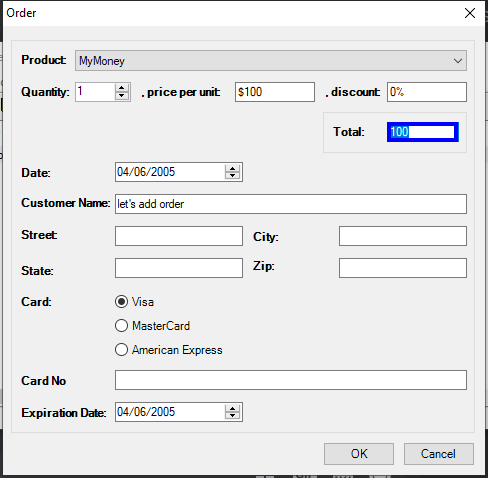 Order
Product: MyMoney
Quantity: 1 , price per unit: $100 , discount: 0%
Total: 100
Date: 04/06/2005
Customer Name: let's add order
Street: City:
State: Zip:
Card: Visa
MasterCard
American Express
Card No
Expiration Date: 04/06/2005
OK Cancel